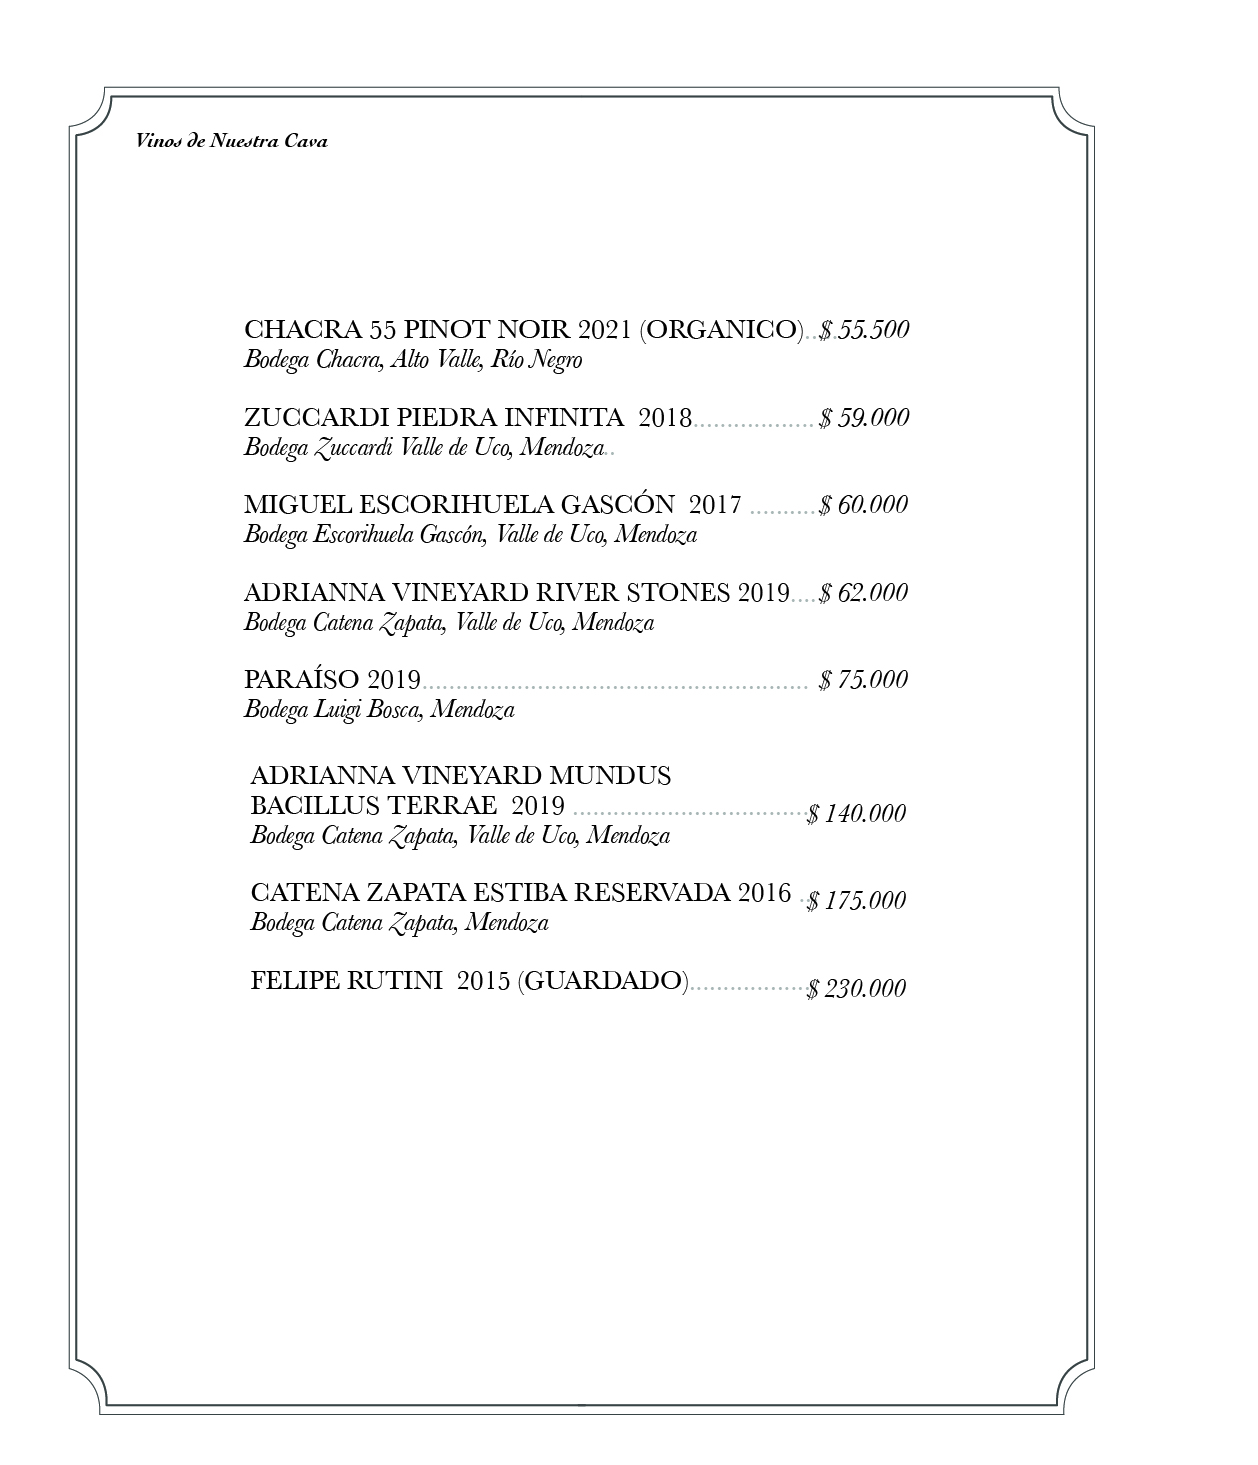 Vinos de Nuestra Cava
CHACRA 55 PINOT NOIR 2021 (ORGANICO)...$ 55.500
Bodega Chacra, Alto Valle, Río Negro
ZUCCARDI PIEDRA INFINITA 2018..................$ 59.000
Bodega Zuccardi Valle de Uco, Mendoza..
MIGUEL ESCORIHUELA GASCÓN 2017 ..........$ 60.000
Bodega Escorihuela Gascón, Valle de Uco, Mendoza
ADRIANNA VINEYARD RIVER STONES 2019....$ 62.000
Bodega Catena Zapata, Valle de Uco, Mendoza
PARAÍSO 2019......................................................... $ 75.000
Bodega Luigi Bosca, Mendoza
ADRIANNA VINEYARD MUNDUS
BACILLUS TERRAE 2019 ...................................$ 140.000
Bodega Catena Zapata, Valle de Uco, Mendoza
CATENA ZAPATA ESTIBA RESERVADA 2016 ..$ 175.000
Bodega Catena Zapata, Mendoza
FELIPE RUTINI 2015 (GUARDADO)..................$ 230.000